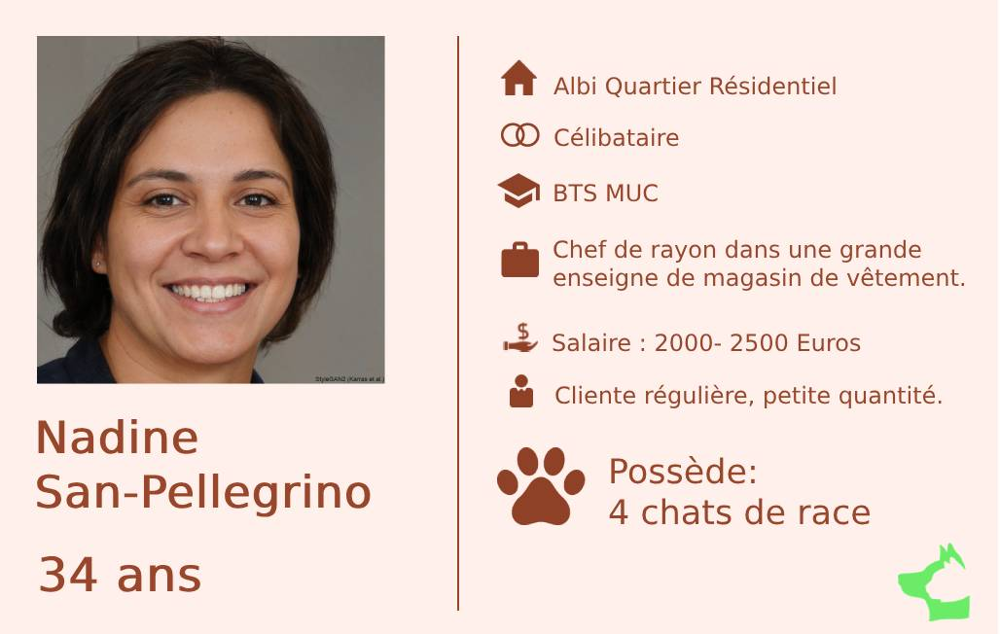 StyleGAN2 (Karras et al.)
Nadine
San-Pellegrino
34 ans
Albi Quartier Résidentiel
Célibataire
BTS MUC
Chef de rayon dans une grande
enseigne de magasin de vêtement.
Salaire : 2000- 2500 Euros
Cliente régulière, petite quantité.
Possède:
4 chats de race